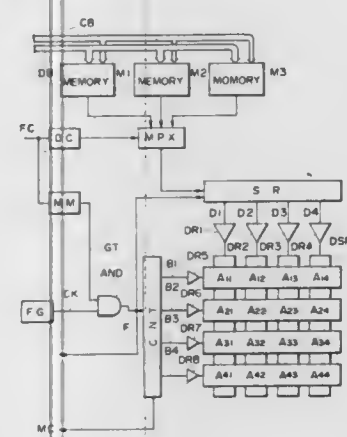 CB
DB MEMORY M1 MEMORY M2 MOMORY M3
FC
DC MPX
SR
MM
D1 D2 D3 D4
DR1 DR2 DR3 DR4
GT
AND
B1
DR5
A11 A12 A13 A14
B2
CK
DR6
FG
F
B3
A21 A22 A23 A24
CNT
DR7
B4
A31 A32 A33 A34
DR8
A41 A42 A43 A44
MC